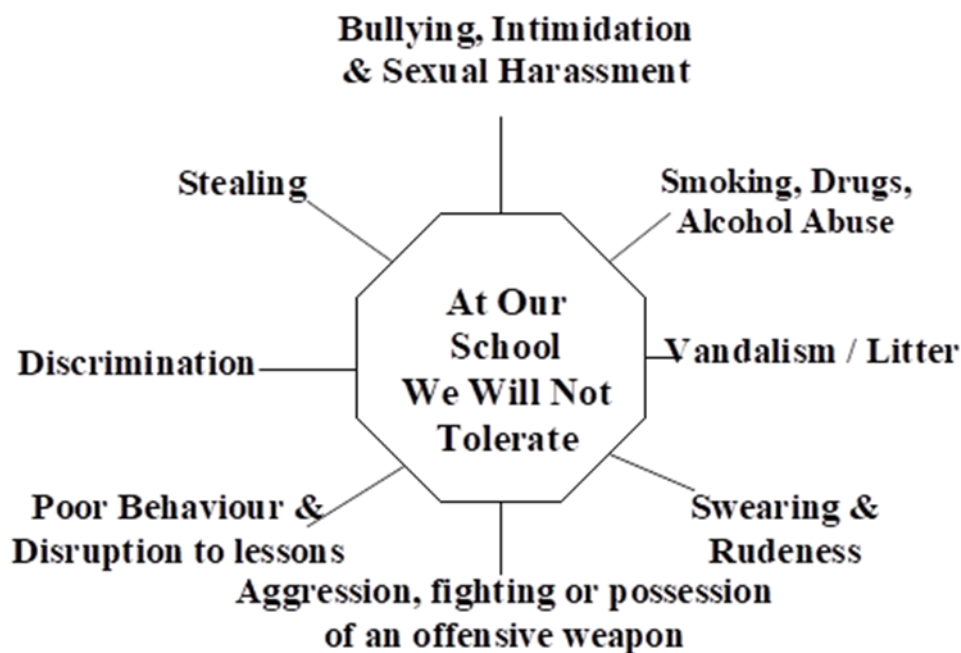 Bullying, Intimidation
& Sexual Harassment
Stealing
Smoking, Drugs,
Alcohol Abuse
At Our
School
We Will Not
Tolerate
Discrimination
Vandalism / Litter
Poor Behaviour &
Disruption to lessons
Swearing &
Rudeness
Aggression, fighting or possession
of an offensive weapon